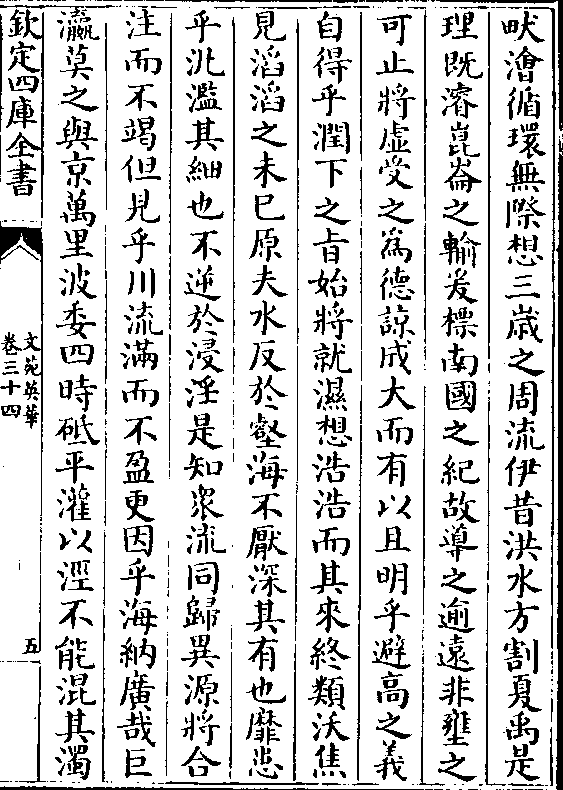 畎澮循環無際想三歳之周流伊昔洪水方割夏禹是
理既濬崑崙之輸爰標南國之紀故導之逾遠非壅之
可止將虛受之爲德諒成大而有以且明乎避高之義
自得乎潤下之旨始將就濕想浩浩而其來終類沃焦
見滔滔之未已原夫水反於壑海不厭深其有也靡恣
乎汎濫其細也不逆於浸淫是知衆流同歸異源將合
注而不竭但見乎川流滿而不盈更因乎海納廣哉巨
瀛莫之與京萬里波委四時砥平灌以涇不能混其濁
欽定四庫全書
文苑英華
卷三十四
五